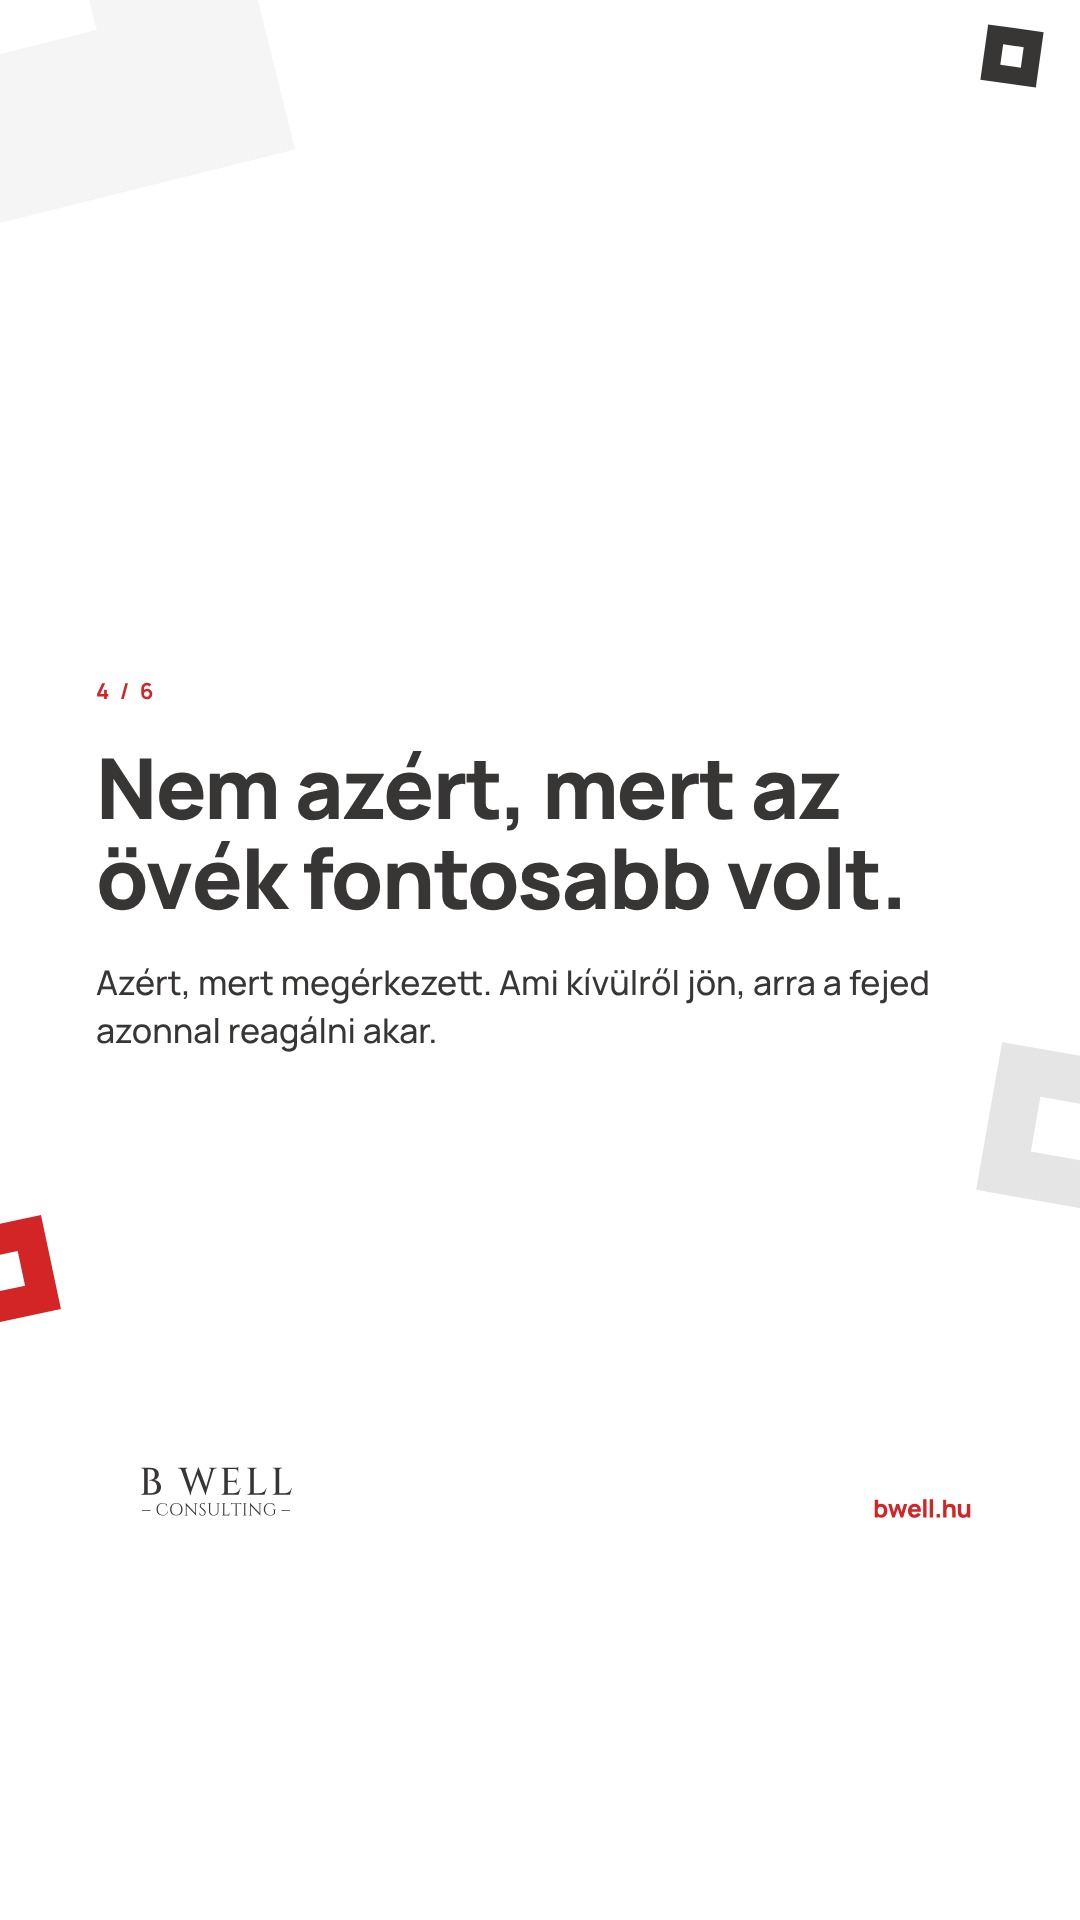 4 / 6
Nem azért, mert az
övék fontosabb volt.
Azért, mert megérkezett. Ami kívülről jön, arra a fejed
azonnal reagálni akar.
B WELL
– CONSULTING –
bwell.hu